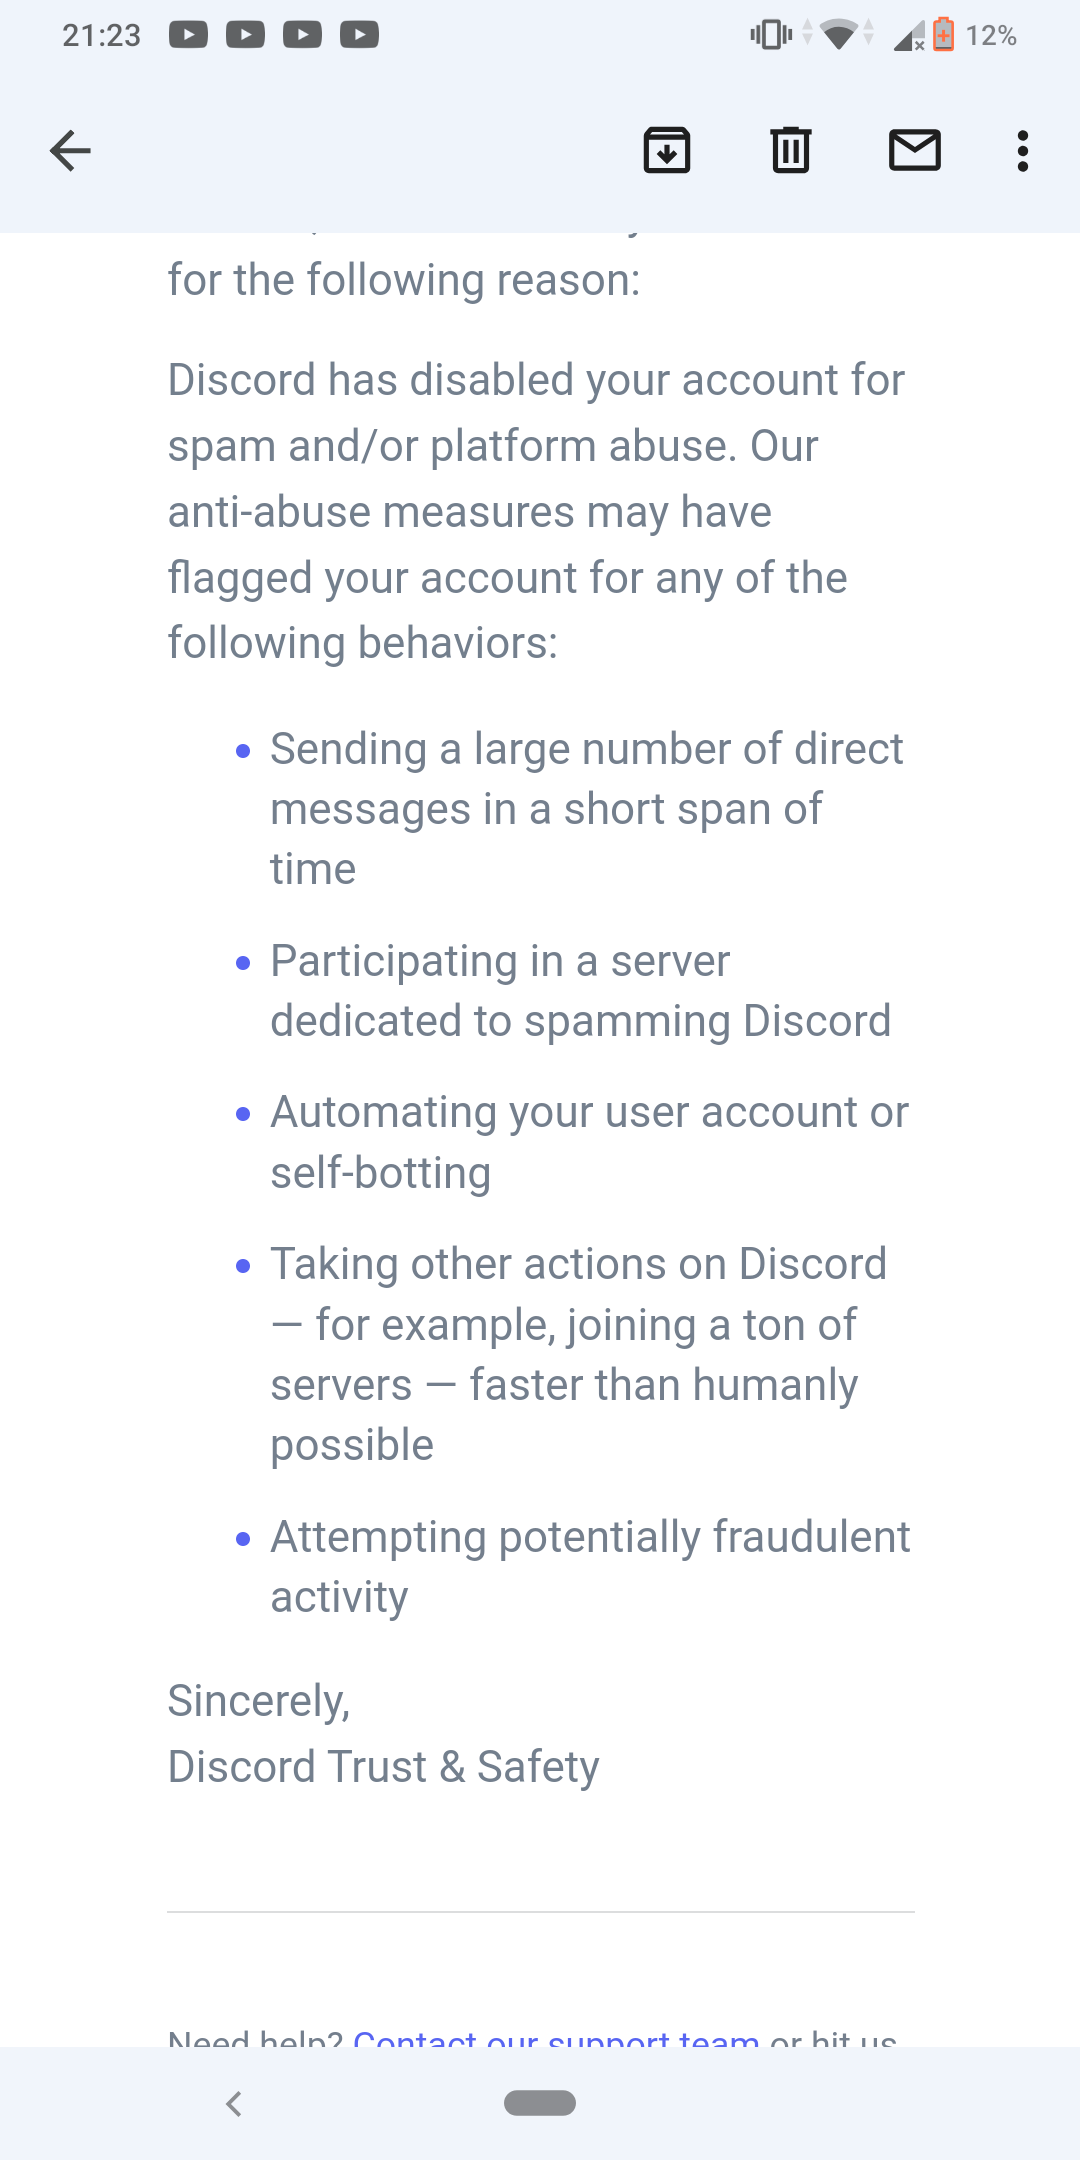 21:23
12%
for the following reason:
Discord has disabled your account for
spam and/or platform abuse. Our
anti-abuse measures may have
flagged your account for any of the
following behaviors:
Sending a large number of direct
messages in a short span of
time
Participating in a server
dedicated to spamming Discord
Automating your user account or
self-botting
Taking other actions on Discord
— for example, joining a ton of
servers — faster than humanly
possible
Attempting potentially fraudulent
activity
Sincerely,
Discord Trust & Safety
Need help? Contact our support team or hit us